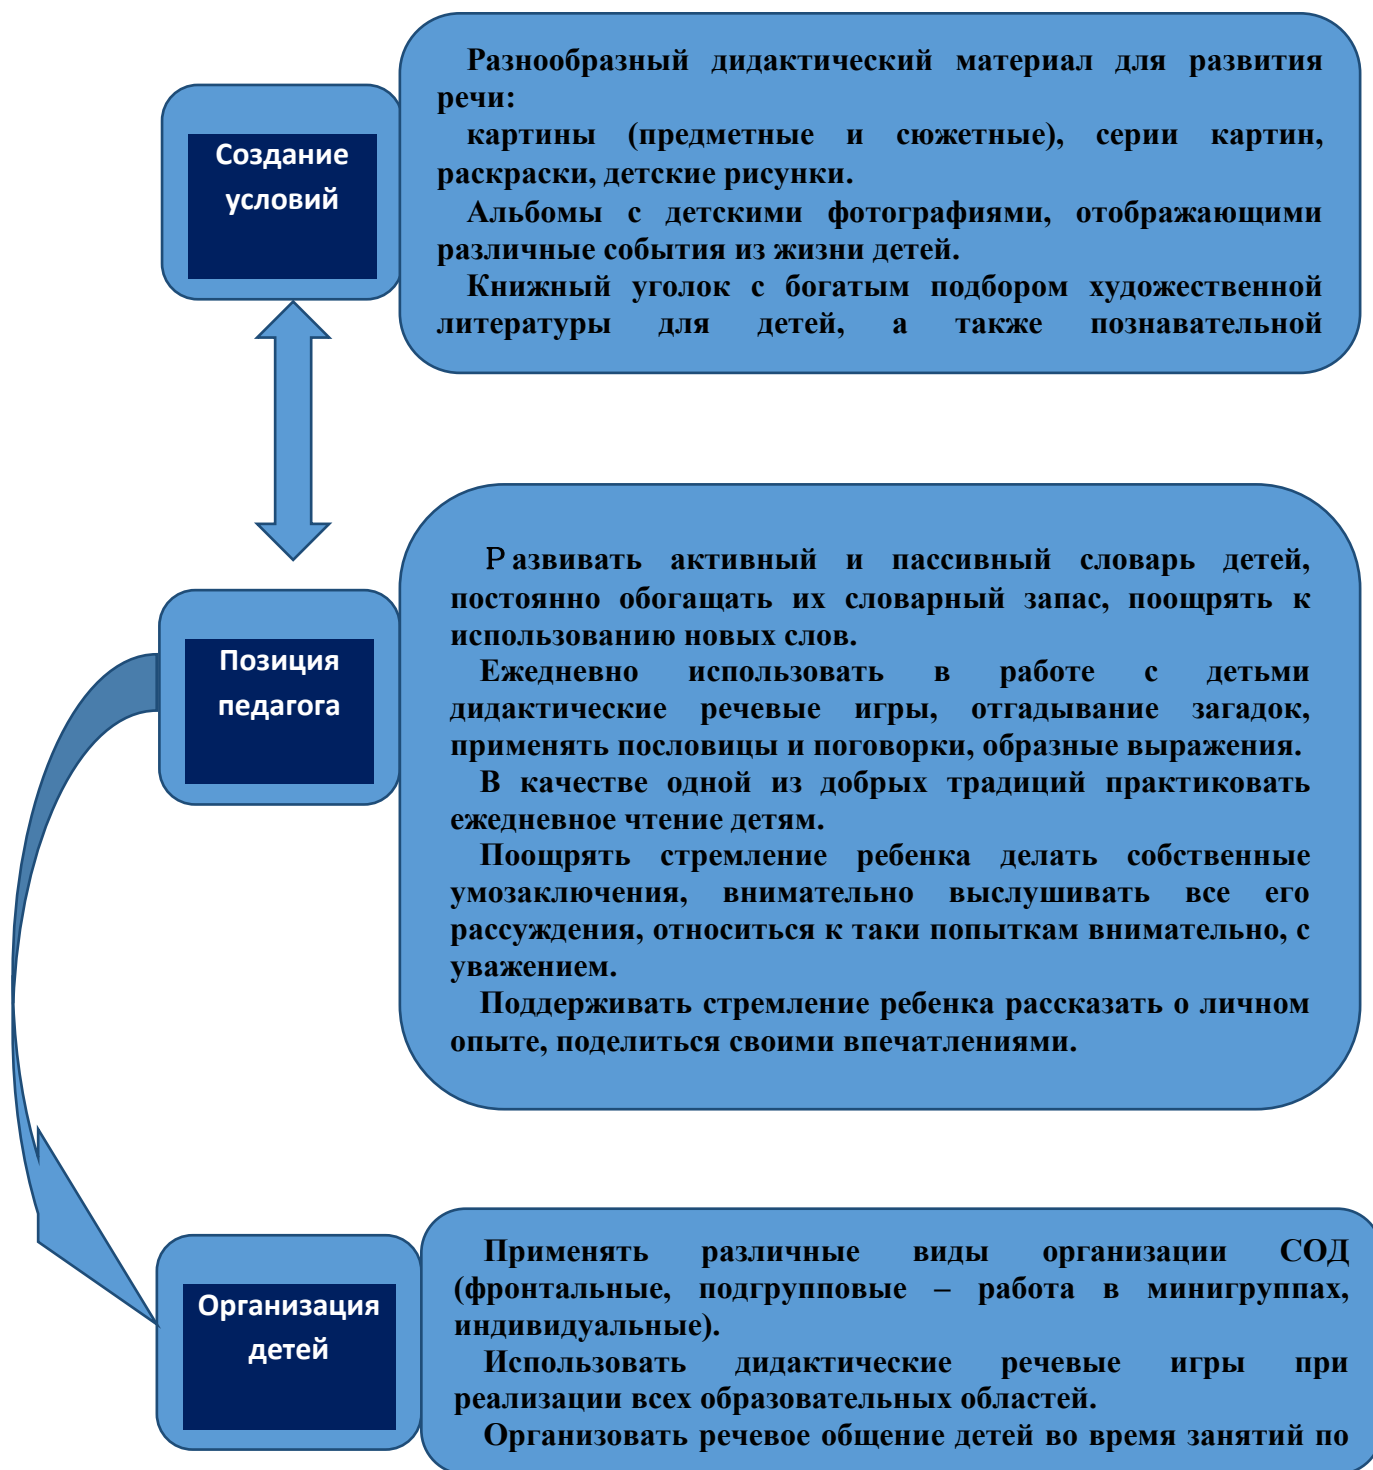 Создание
условий
Разнообразный дидактический материал для развития
речи:
картины (предметные и сюжетные), серии картин,
раскраски, детские рисунки.
Альбомы с детскими фотографиями, отображающими
различные события из жизни детей.
Книжный уголок с богатым подбором художественной
литературы для детей, а также познавательной
Позиция
педагога
Развивать активный и пассивный словарь детей,
постоянно обогащать их словарный запас, поощрять к
использованию новых слов.
Ежедневно использовать в работе с детьми
дидактические речевые игры, отгадывание загадок,
применять пословицы и поговорки, образные выражения.
В качестве одной из добрых традиций практиковать
ежедневное чтение детям.
Поощрять стремление ребенка делать собственные
умозаключения, внимательно выслушивать все его
рассуждения, относиться к таки попыткам внимательно, с
уважением.
Поддерживать стремление ребенка рассказать о личном
опыте, поделиться своими впечатлениями.
Организация
детей
Применять различные виды организации СОД
(фронтальные, подгрупповые – работа в минигруппах,
индивидуальные).
Использовать дидактические речевые игры при
реализации всех образовательных областей.
Организовать речевое общение детей во время занятий по